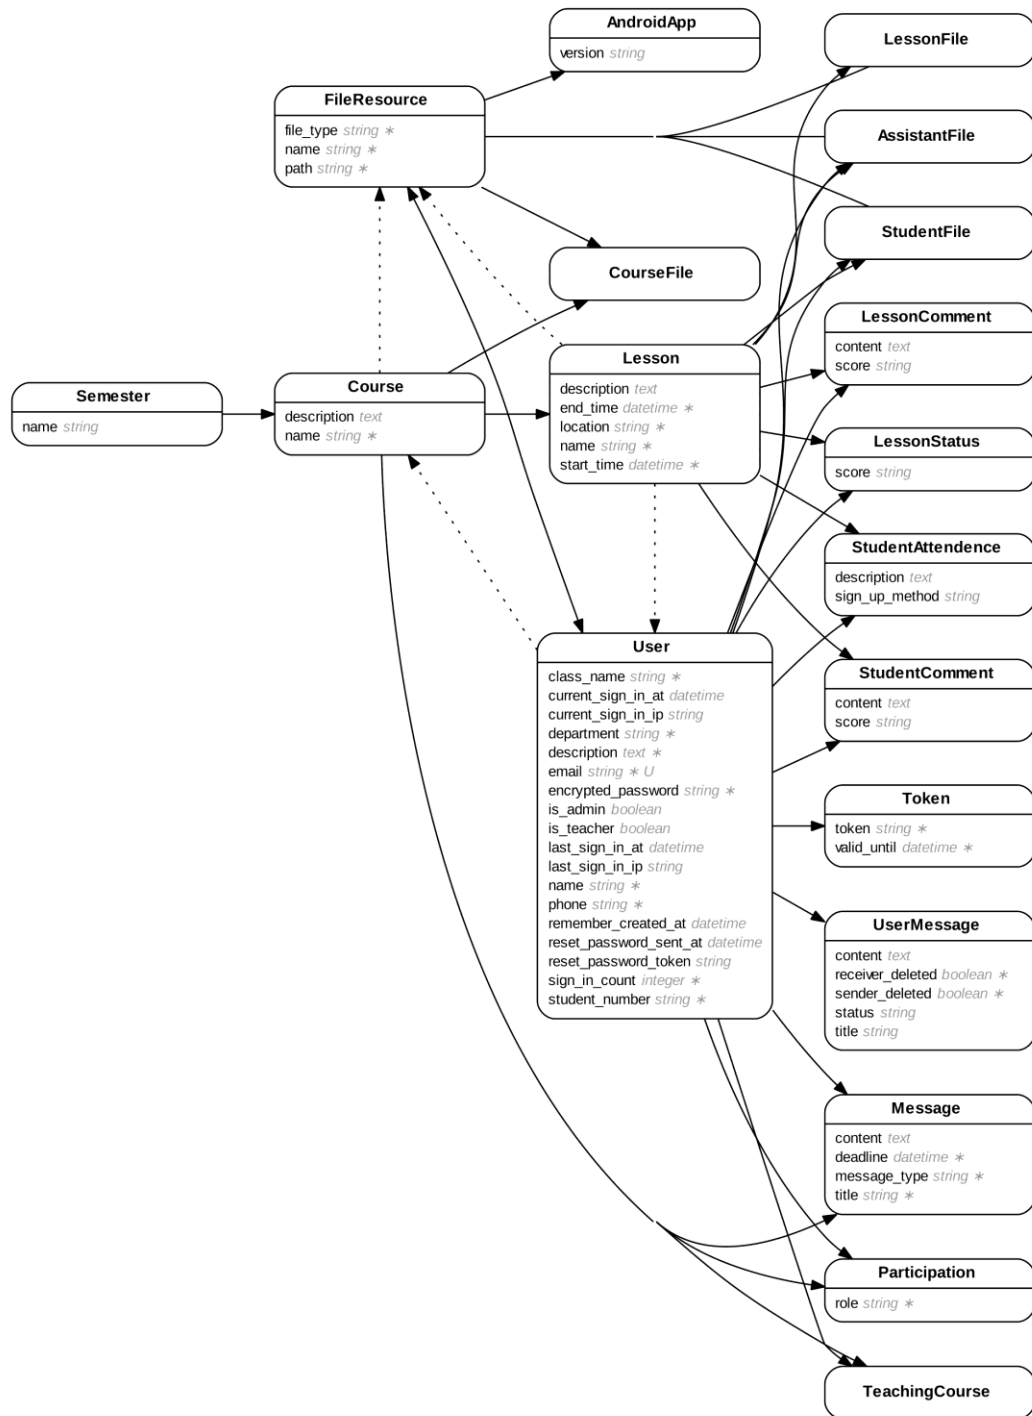 AndroidApp
version string
FileResource
file_type string ∗
name string ∗
path string ∗
LessonFile
AssistantFile
StudentFile
CourseFile
LessonComment
content text
score string
Semester
name string
Course
description text
name string ∗
Lesson
description text
end_time datetime ∗
location string ∗
name string ∗
start_time datetime ∗
LessonStatus
score string
StudentAttendence
description text
sign_up_method string
User
class_name string ∗
current_sign_in_at datetime
current_sign_in_ip string
department string ∗
description text ∗
email string ∗ U
encrypted_password string ∗
is_admin boolean
is_teacher boolean
last_sign_in_at datetime
last_sign_in_ip string
name string ∗
phone string ∗
remember_created_at datetime
reset_password_sent_at datetime
reset_password_token string
sign_in_count integer ∗
student_number string ∗
StudentComment
content text
score string
Token
token string ∗
valid_until datetime ∗
UserMessage
content text
receiver_deleted boolean ∗
sender_deleted boolean ∗
status string
title string
Message
content text
deadline datetime ∗
message_type string ∗
title string ∗
Participation
role string ∗
TeachingCourse